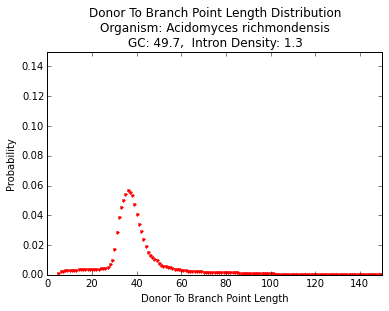 Donor To Branch Point Length Distribution
Organism: Acidomyces richmondensis
GC: 49.7,  Intron Density: 1.3
0.14
0.12
0.10
0.08
0.06
0.04
0.02
0.00
Probability
0 20 40 60 80 100 120 140
Donor To Branch Point Length